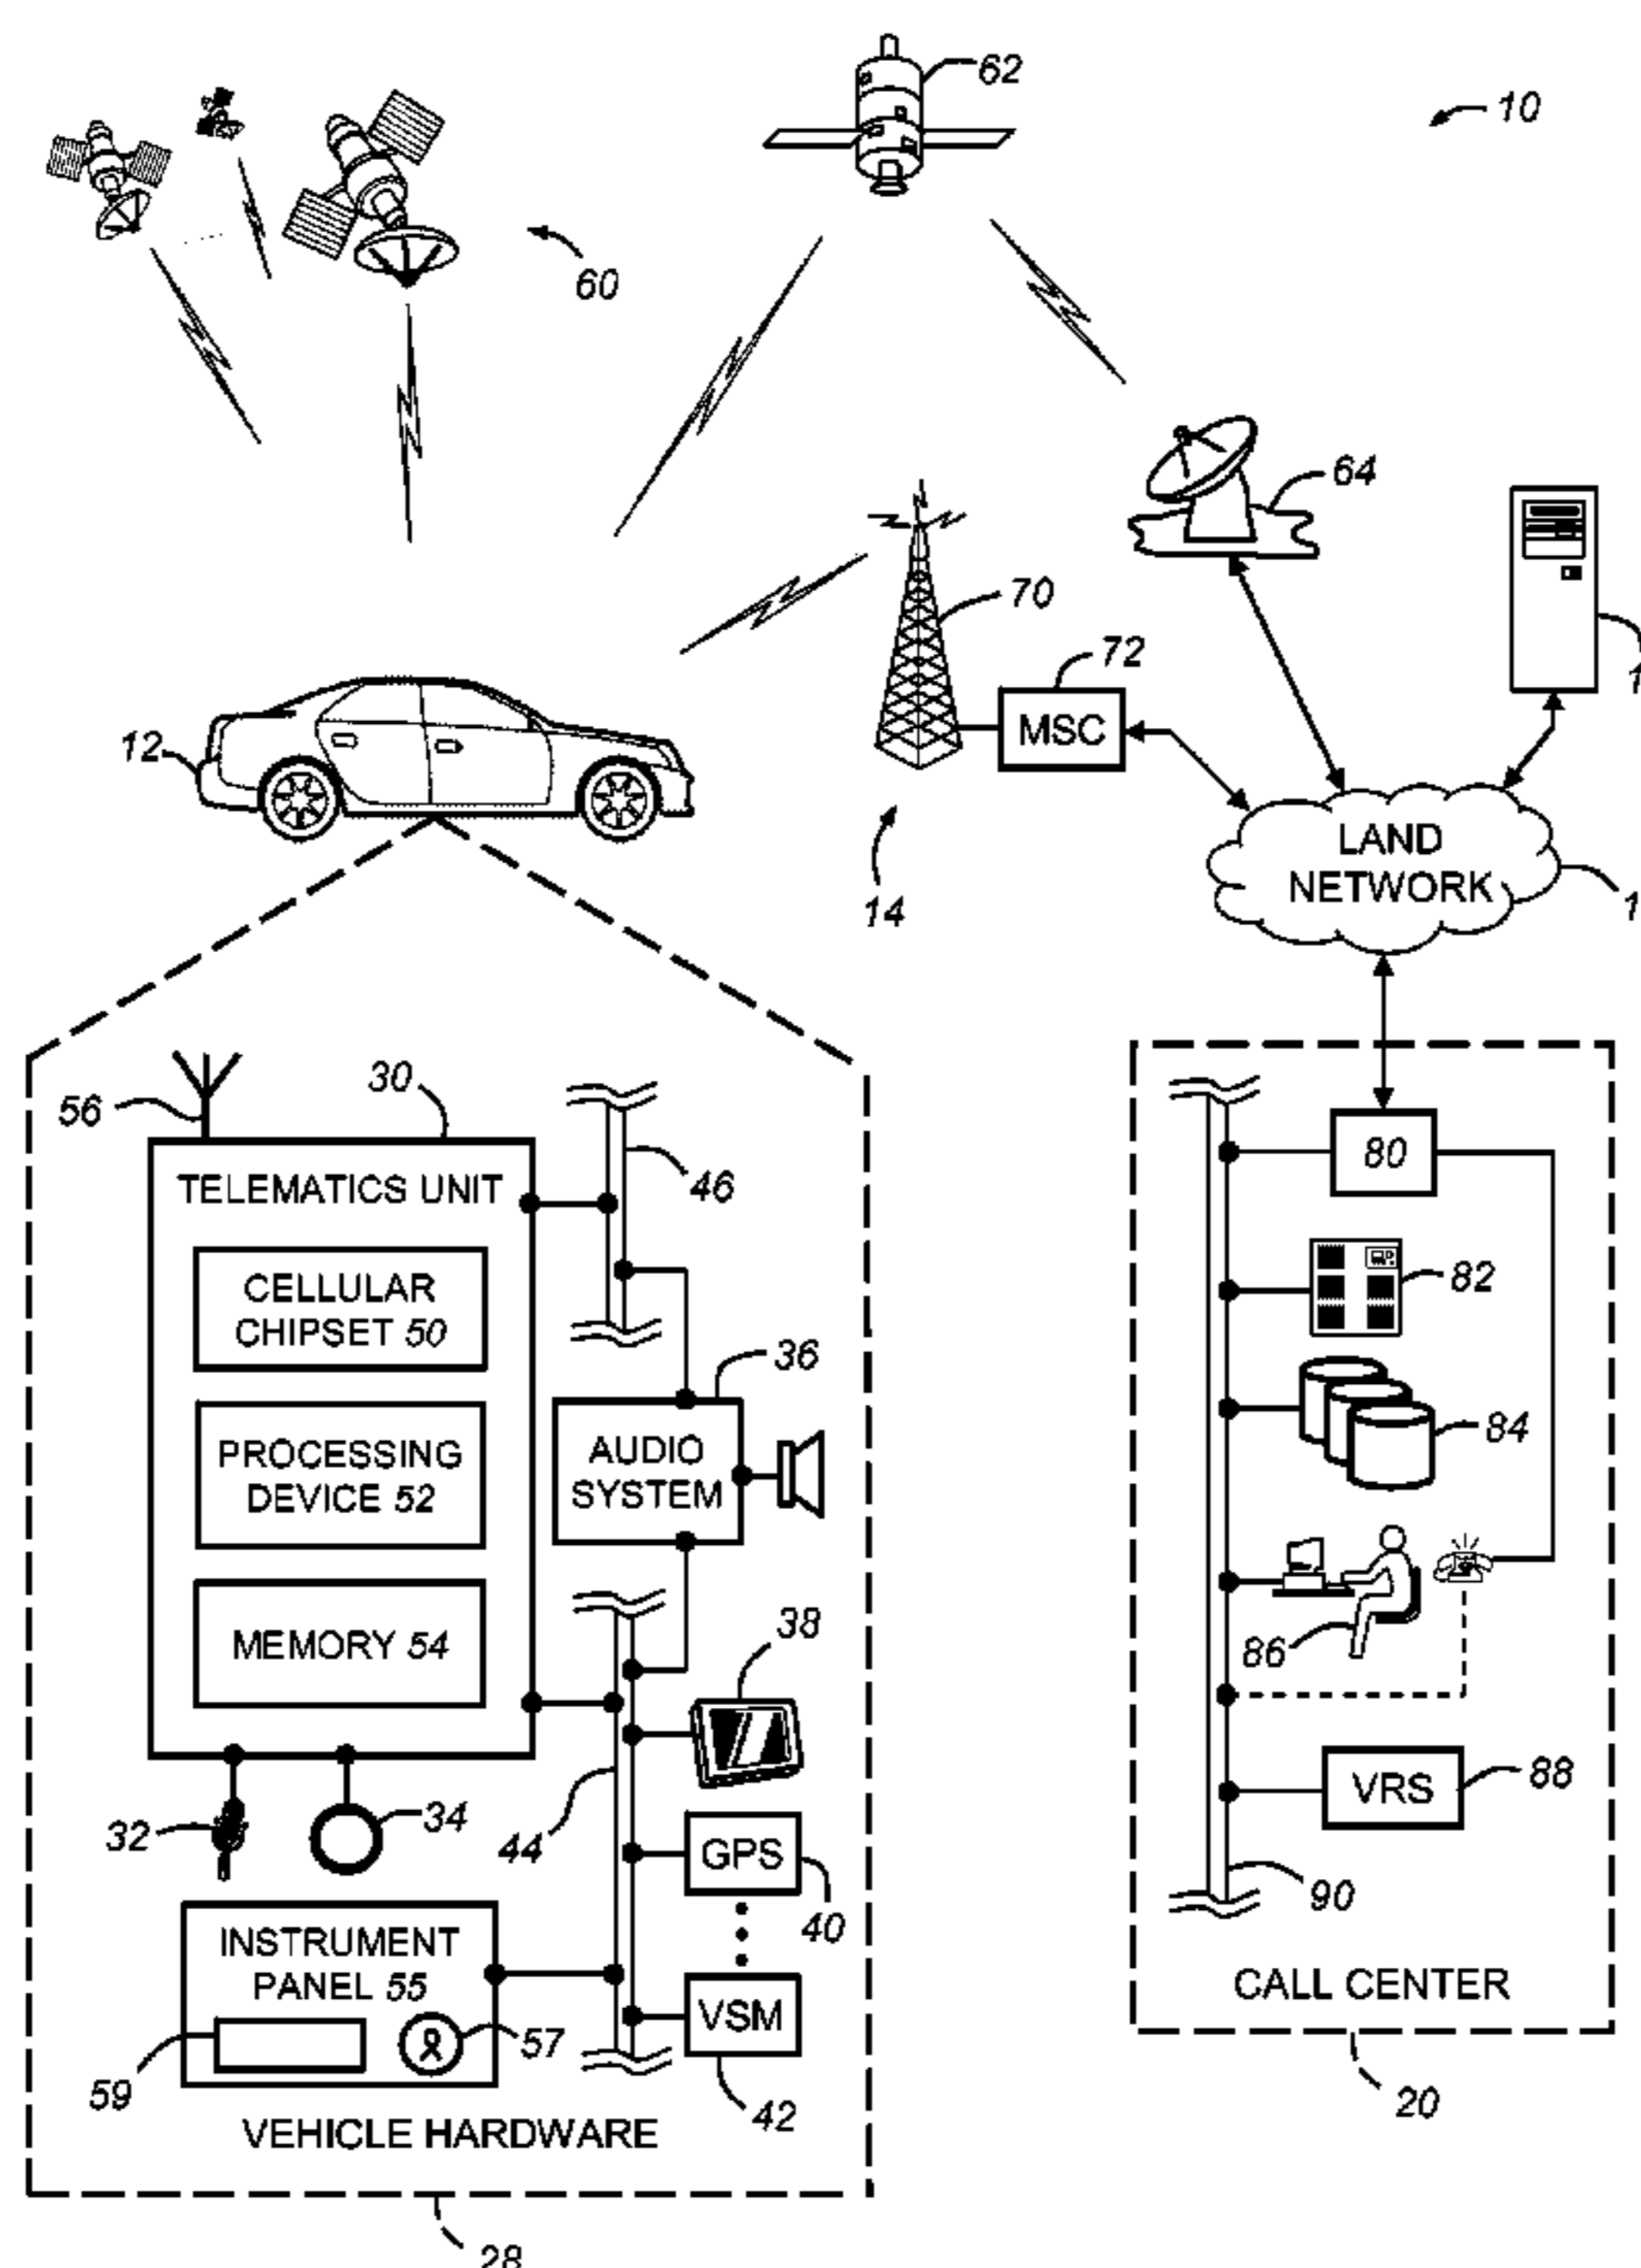 62
10
60
64
70
72
MSC
12
LAND
NETWORK
14
30
56
46
TELEMATICS UNIT
CELLULAR
CHIPSET 50
PROCESSING
DEVICE 52
MEMORY 54
36
AUDIO
SYSTEM
38
32
34
44
GPS
40
INSTRUMENT
PANEL 55
57
59
VSM
42
VEHICLE HARDWARE
28
80
82
84
86
VRS
88
90
CALL CENTER
20